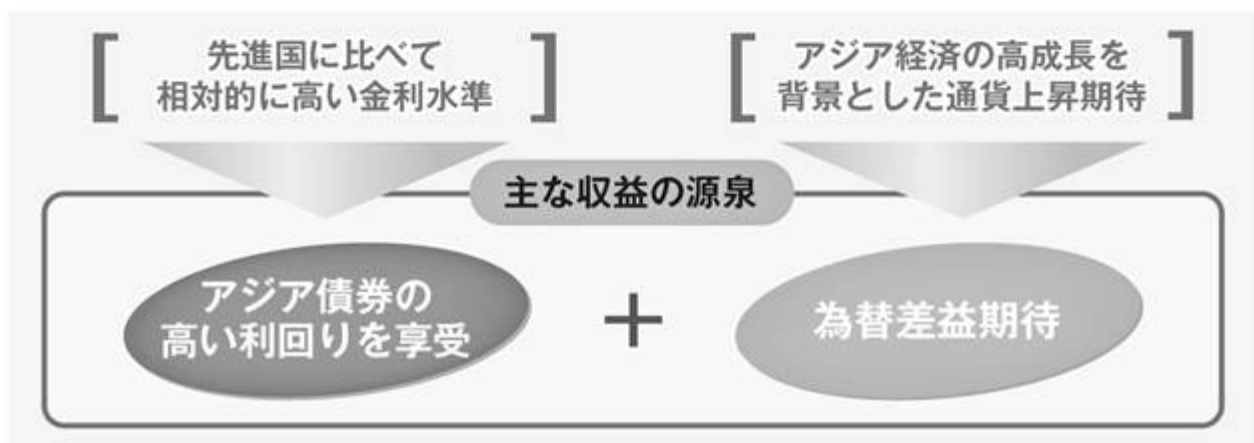 先進国に比べて
相対的に高い金利水準
アジア経済の高成長を
背景とした通貨上昇期待
主な収益の源泉
アジア債券の
高い利回りを享受
+
為替差益期待